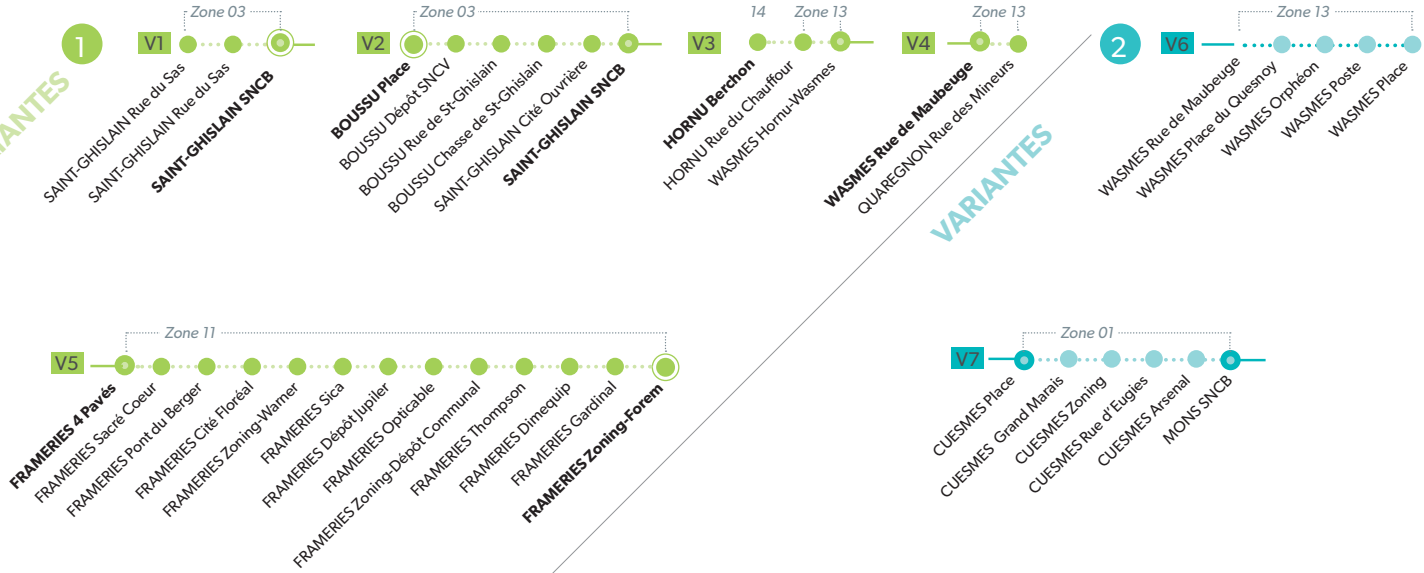 1
VARIANTES
V1
Zone 03
SAINT-GHISLAIN Rue du Sas
SAINT-GHISLAIN Rue du Sas
SAINT-GHISLAIN SNCB
V2
Zone 03
BOUSSU Place
BOUSSU Dépôt SNCV
BOUSSU Rue de St-Ghislain
BOUSSU Chasse de St-Ghislain
SAINT-GHISLAIN Cité Ouvrière
SAINT-GHISLAIN SNCB
V3
14
Zone 13
HORNU Berchon
HORNU Rue du Chauffour
WASMES Hornu-Wasmes
V4
Zone 13
WASMES Rue de Maubeuge
QUAREGNON Rue des Mineurs
V5
Zone 11
FRAMERIES 4 Pavés
FRAMERIES Sacré Coeur
FRAMERIES Pont du Berger
FRAMERIES Cité Floréal
FRAMERIES Zoning-Warner
FRAMERIES Sica
FRAMERIES Dépôt Jupiler
FRAMERIES Opticable
FRAMERIES Zoning-Dépôt Communal
FRAMERIES Thompson
FRAMERIES Dimequip
FRAMERIES Gardinal
FRAMERIES Zoning-Forem
2
VARIANTES
V6
Zone 13
WASMES Rue de Maubeuge
WASMES Place du Quesnoy
WASMES Orphéon
WASMES Poste
WASMES Place
V7
Zone 01
CUESMES Place
CUESMES Grand Marais
CUESMES Zoning
CUESMES Rue d'Eugies
CUESMES Arsenal
MONS SNCB